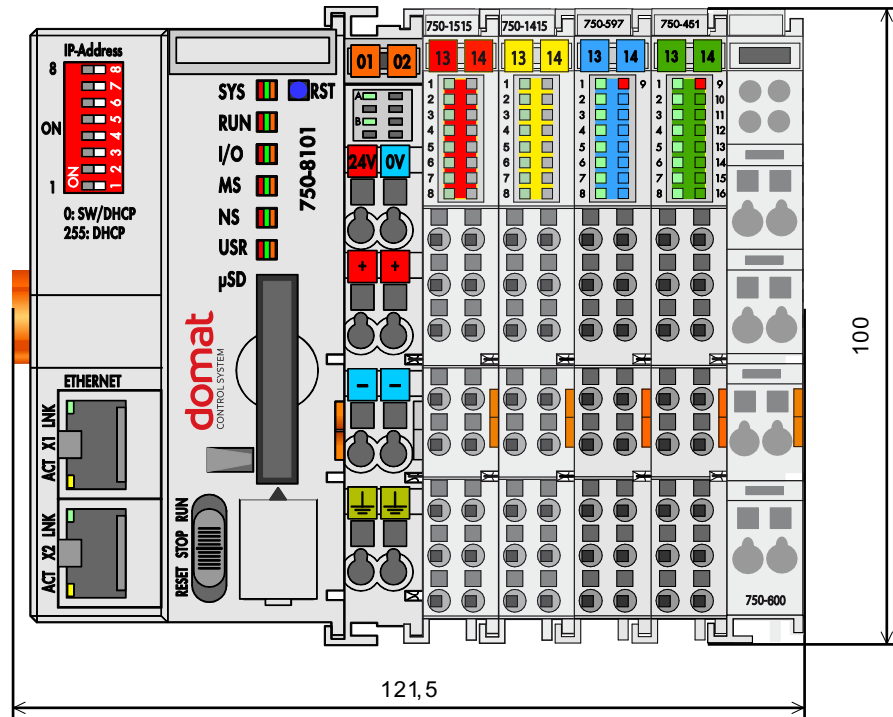 750-1515
750-1415
750-597
750-451
IP-Address
8
ON
1
8
7
6
5
4
3
2
1
ON
0: SW/DHCP
255: DHCP
SYS
RST
RUN
I/O
MS
NS
USR
µSD
750-8101
domat
CONTROL SYSTEM
01 02
A
B
24V 0V
+ +
− −
13 14
1
2
3
4
5
6
7
8
13 14
1
2
3
4
5
6
7
8
13 14
1 9
2
3
4
5
6
7
8
13 14
1 9
2 10
3 11
4 12
5 13
6 14
7 15
8 16
ETHERNET
ACT X1 LNK
ACT X2 LNK
RESET STOP RUN
750-600
100
121,5